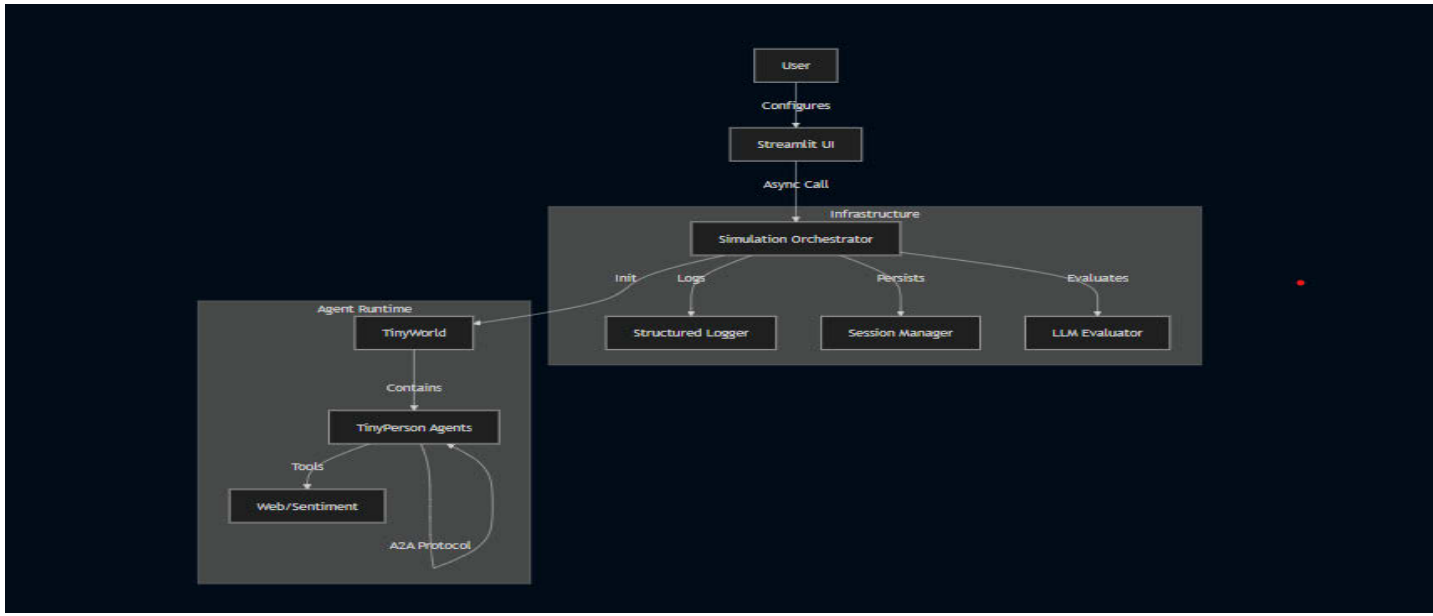 User
Configures
Streamlit UI
Async Call
Infrastructure
Simulation Orchestrator
Init
Logs
Persists
Evaluates
Agent Runtime
TinyWorld
Structured Logger
Session Manager
LLM Evaluator
Contains
TinyPerson Agents
Tools
Web/Sentiment
A2A Protocol